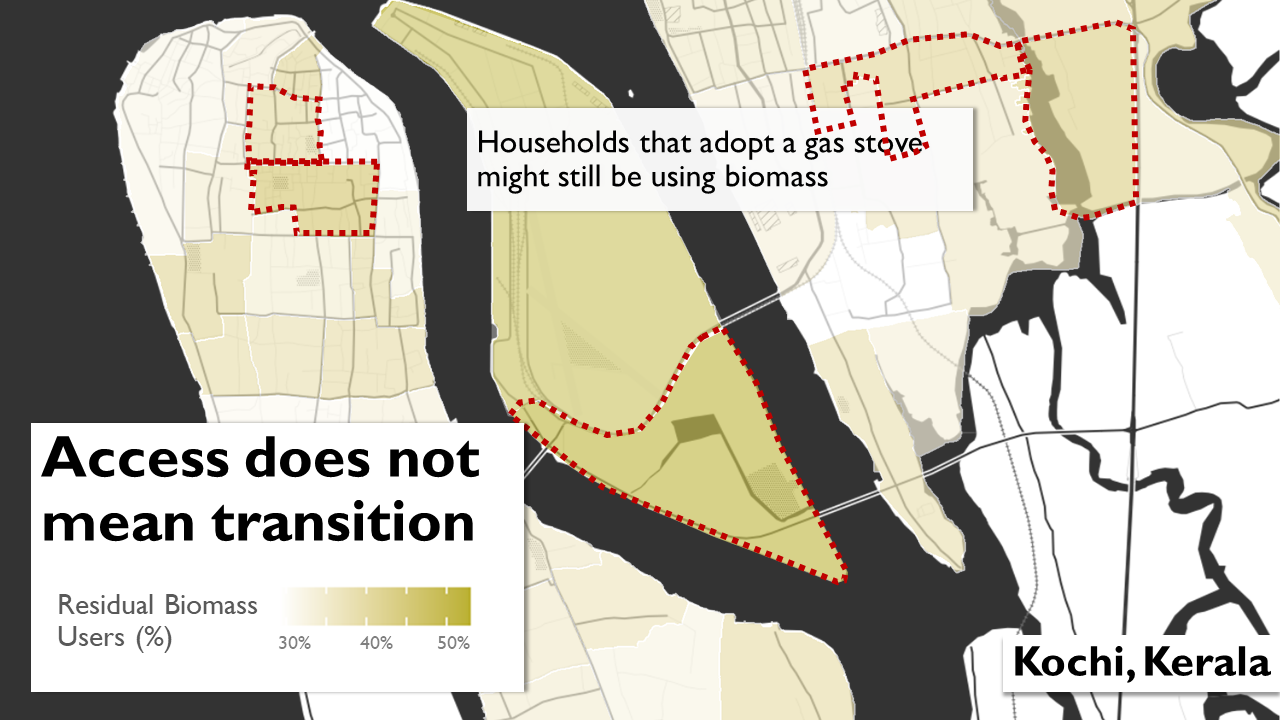 Households that adopt a gas stove
might still be using biomass
Access does not
mean transition
Residual Biomass
Users (%)
30% 40% 50%
Kochi, Kerala